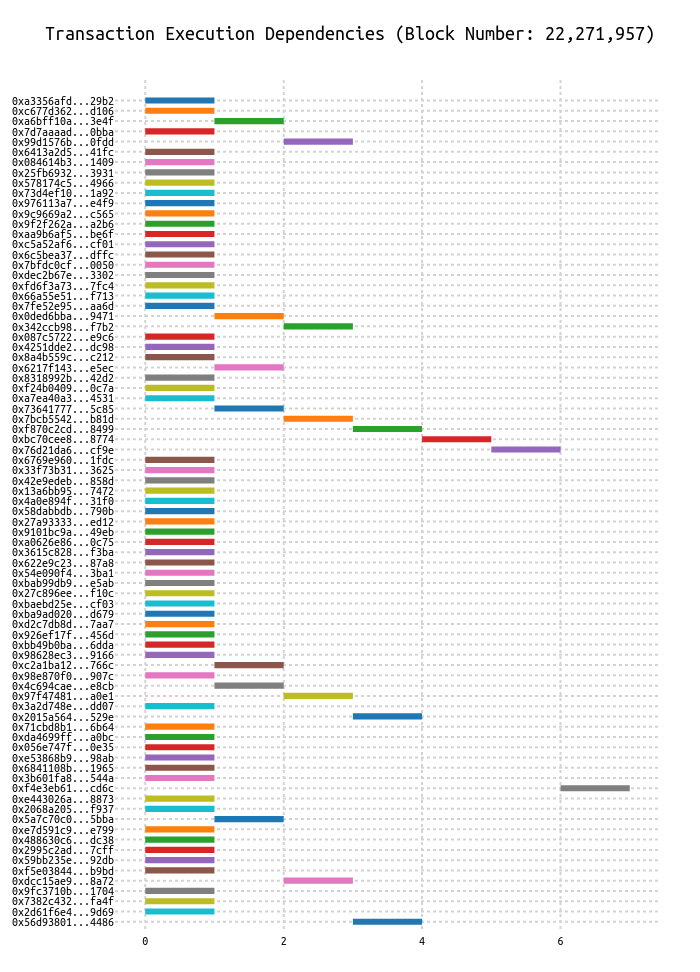 Transaction Execution Dependencies (Block Number: 22,271,957)
0xa3356afd...29b2
0xc677d362...d106
0xa6bff10a...3e4f
0x7d7aaaad...0bba
0x99d1576b...0fdd
0x6413a2d5...41fc
0x084614b3...1409
0x25fb6932...3931
0x578174c5...4966
0x73d4ef10...1a92
0x976113a7...e4f9
0x9c9669a2...c565
0x9f2f262a...a2b6
0xaa9b6af5...be6f
0xc5a52af6...cf01
0x6c5bea37...dffc
0x7bfdc0cf...0050
0xdec2b67e...3302
0xfd6f3a73...7fc4
0x66a55e51...f713
0x7fe52e95...aa6d
0x0ded6bba...9471
0x342ccb98...f7b2
0x087c5722...e9c6
0x4251dde2...dc98
0x8a4b559c...c212
0x6217f143...e5ec
0x8318992b...42d2
0xf24b0409...0c7a
0xa7ea40a3...4531
0x73641777...5c85
0x7bcb5542...b81d
0xf870c2cd...8499
0xbc70cee8...8774
0x76d21da6...cf9e
0x6769e960...1fdc
0x33f73b31...3625
0x42e9edeb...858d
0x13a6bb95...7472
0x4a0e894f...31f0
0x58dabbdb...790b
0x27a93333...ed12
0x9101bc9a...49eb
0xa0626e86...0c75
0x3615c828...f3ba
0x622e9c23...87a8
0x54e090f4...3ba1
0xbab99db9...e5ab
0x27c896ee...f10c
0xbaebd25e...cf03
0xba9ad020...d679
0xd2c7db8d...7aa7
0x926ef17f...456d
0xbb49b0ba...6dda
0x98628ec3...9166
0xc2a1ba12...766c
0x98e870f0...907c
0x4c694cae...e8cb
0x97f47481...a0e1
0x3a2d748e...dd07
0x2015a564...529e
0x71cbd8b1...6b64
0xda4699ff...a0bc
0x056e747f...0e35
0xe53868b9...98ab
0x6841108b...1965
0x3b601fa8...544a
0xf4e3eb61...cd6c
0xe443026a...8873
0x2068a205...f937
0x5a7c70c0...5bba
0xe7d591c9...e799
0x488630c6...dc38
0x2995c2ad...7cff
0x59bb235e...92db
0xf5e03844...b9bd
0xdcc15ae9...8a72
0x9fc3710b...1704
0x7382c432...fa4f
0x2d61f6e4...9d69
0x56d93801...4486
0 2 4 6